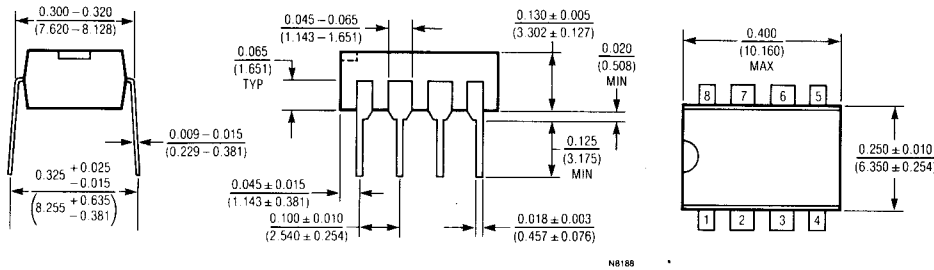 0.300 – 0.320
(7.620 – 8.128)
0.009 – 0.015
(0.229 – 0.381)
0.325 + 0.025
– 0.015
(8.255 + 0.635
– 0.381)
0.045 – 0.065
(1.143 – 1.651)
0.130 ± 0.005
(3.302 ± 0.127)
0.065
(1.651)
TYP
0.020
(0.508)
MIN
0.125
(3.175)
MIN
0.045 ± 0.015
(1.143 ± 0.381)
0.100 ± 0.010
(2.540 ± 0.254)
0.018 ± 0.003
(0.457 ± 0.076)
0.400
(10.160)
MAX
8 7 6 5
0.250 ± 0.010
(6.350 ± 0.254)
1 2 3 4
N8188